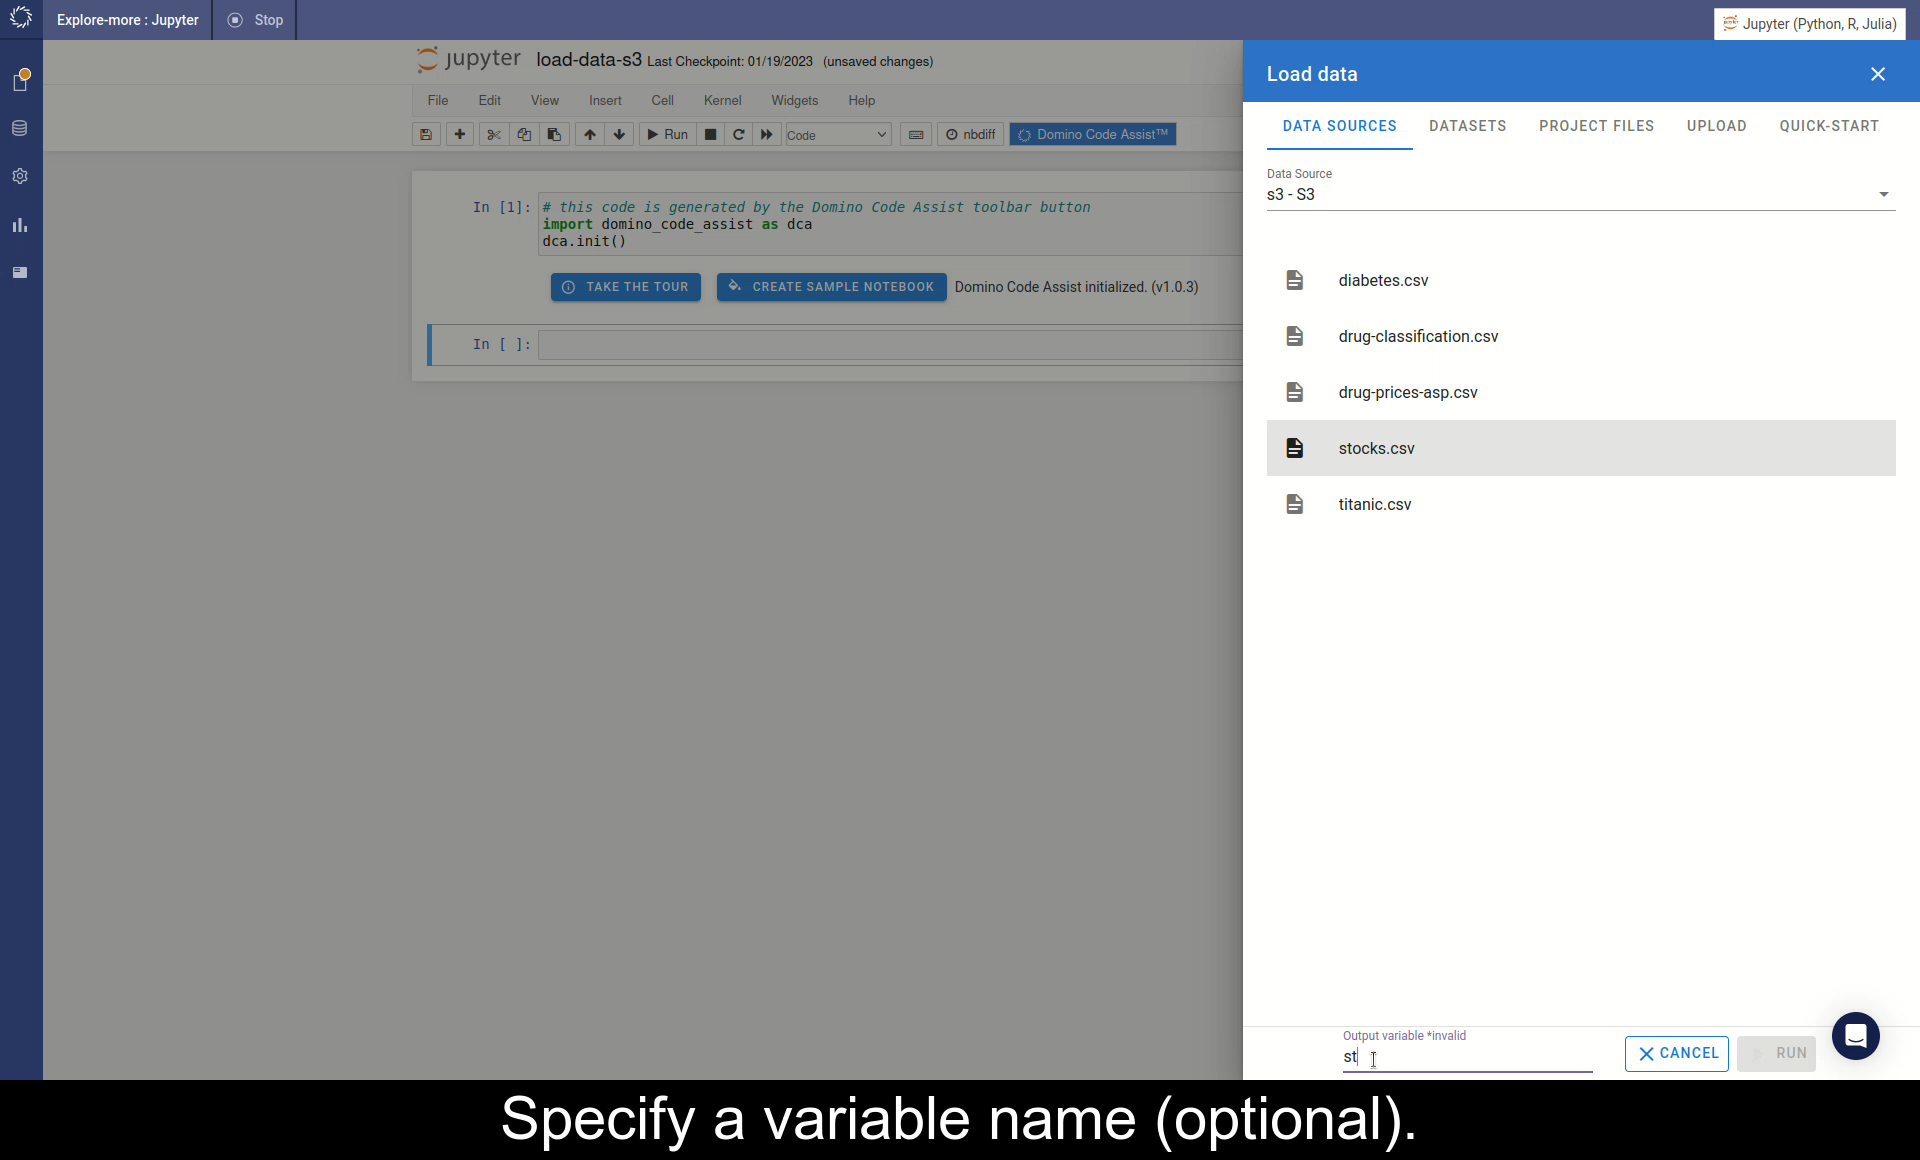 Explore-more : Jupyter
Stop
Jupyter (Python, R, Julia)
jupyter load-data-s3 Last Checkpoint: 01/19/2023 (unsaved changes)
File Edit View Insert Cell Kernel Widgets Help
Run Code nbdiff Domino Code Assist™
In [1]: # this code is generated by the Domino Code Assist toolbar button
import domino_code_assist as dca
dca.init()
TAKE THE TOUR CREATE SAMPLE NOTEBOOK Domino Code Assist initialized. (v1.0.3)
In [ ]:
Load data
DATA SOURCES DATASETS PROJECT FILES UPLOAD QUICK-START
Data Source
s3 - S3
diabetes.csv
drug-classification.csv
drug-prices-asp.csv
stocks.csv
titanic.csv
Output variable *invalid
st
CANCEL RUN
Specify a variable name (optional).